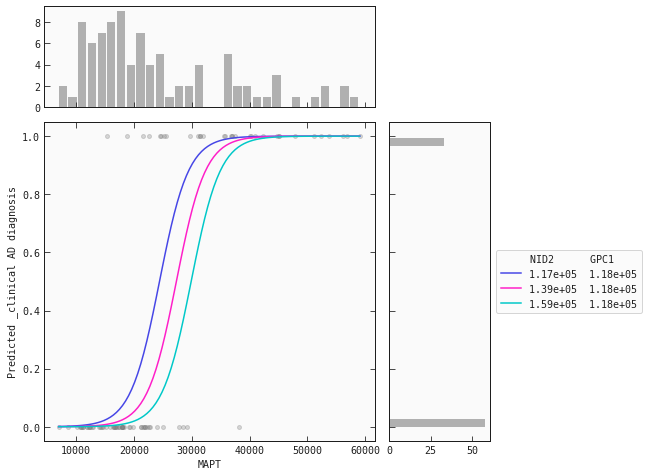 8
6
4
2
0
1.0
0.8
0.6
0.4
0.2
0.0
Predicted _clinical AD diagnosis
10000 20000 30000 40000 50000 60000
MAPT
0 25 50
NID2 GPC1
1.17e+05 1.18e+05
1.39e+05 1.18e+05
1.59e+05 1.18e+05